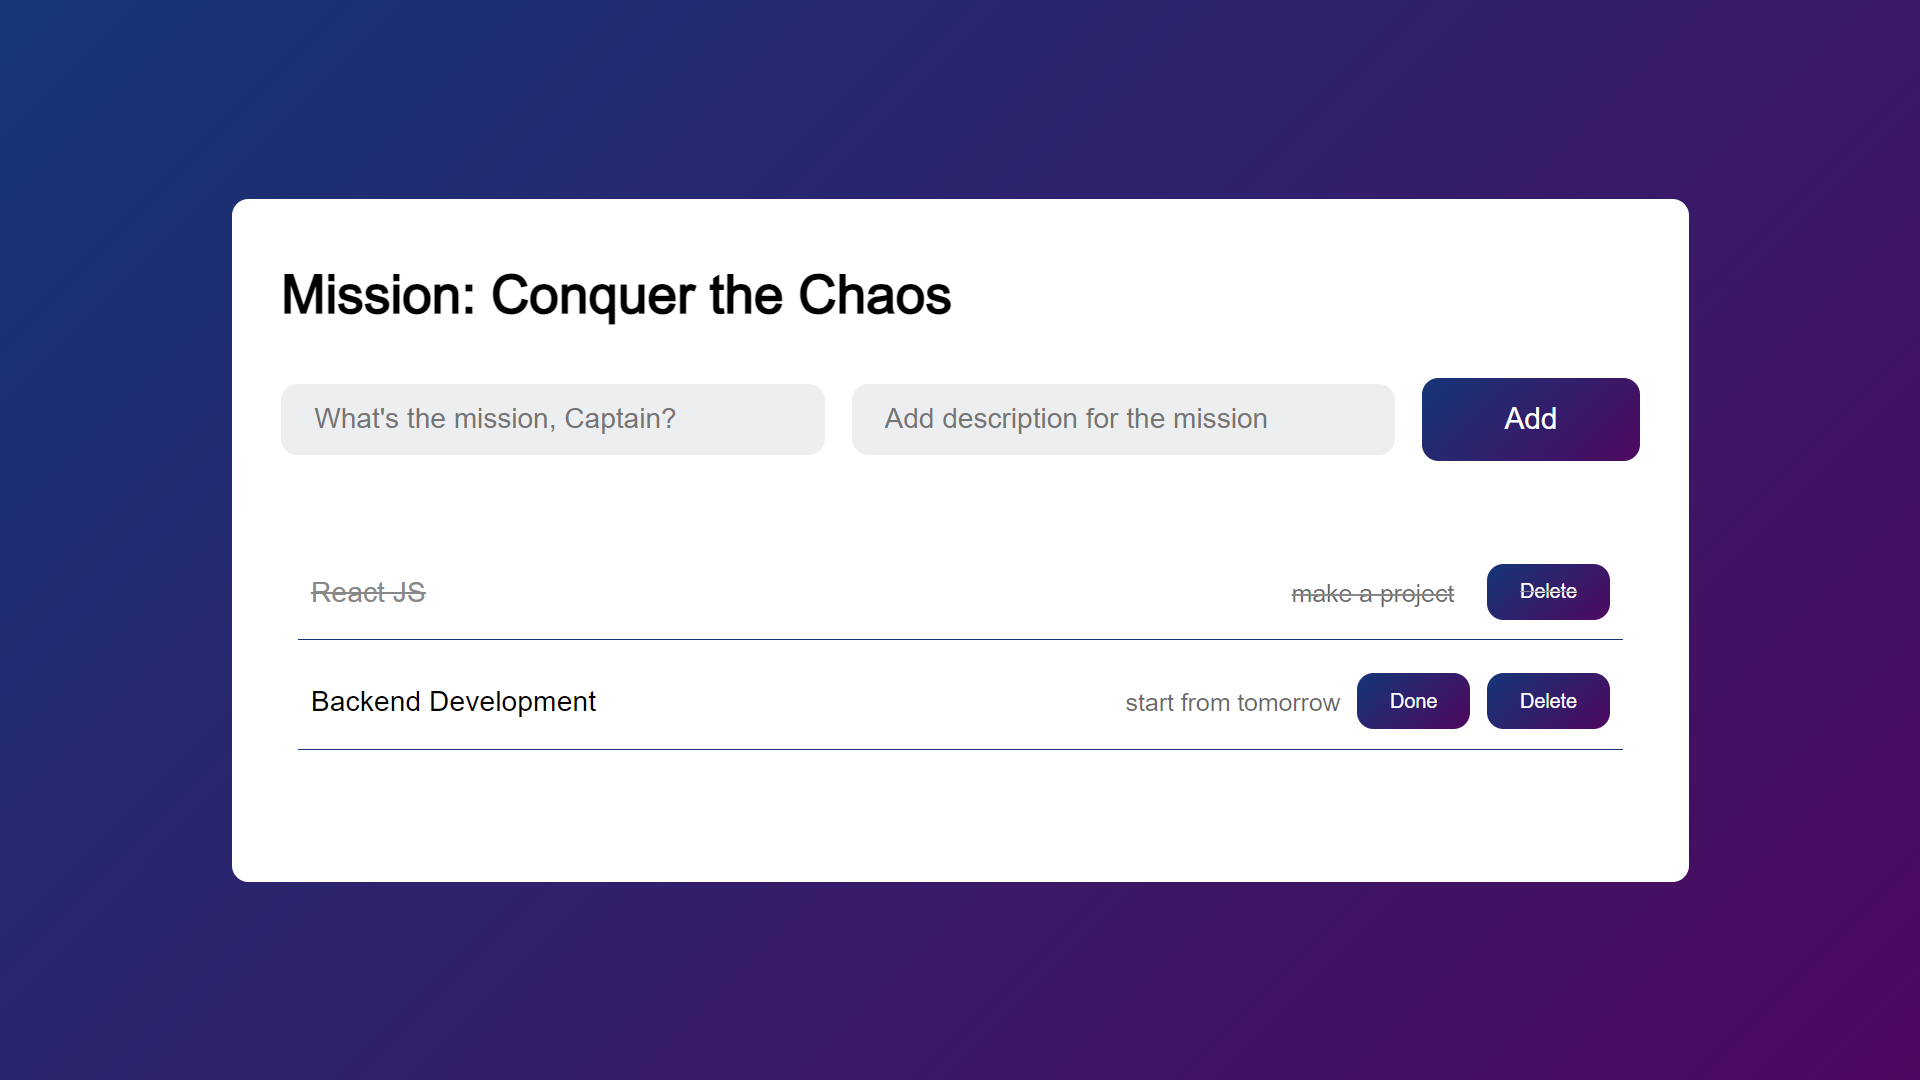 Mission: Conquer the Chaos
What's the mission, Captain? Add description for the mission Add
React JS make a project Delete
Backend Development start from tomorrow Done Delete